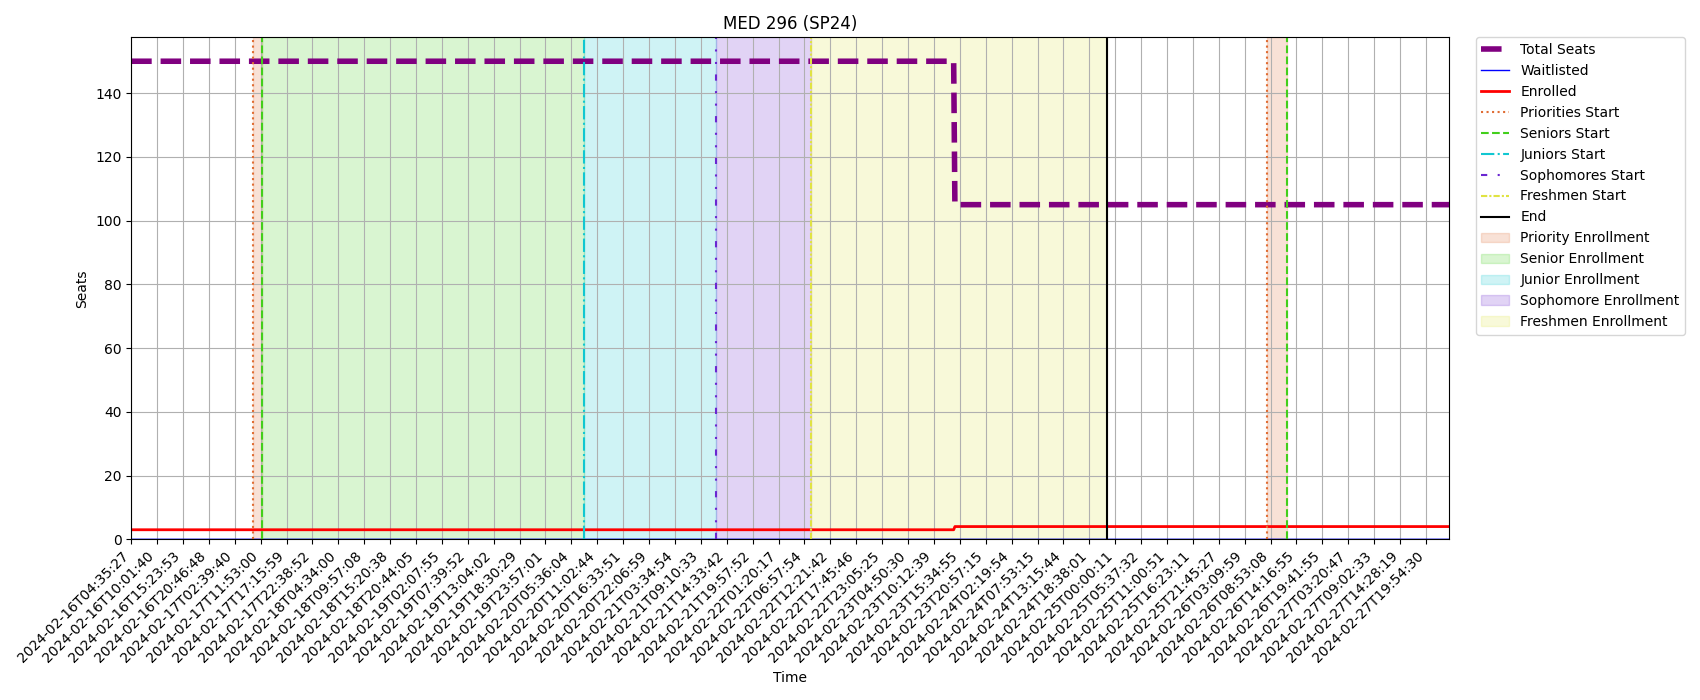 MED 296 (SP24)
Seats
140
120
100
80
60
40
20
0
2024-02-16T04:35:27
2024-02-16T10:01:40
2024-02-16T15:23:53
2024-02-16T20:46:48
2024-02-17T02:39:40
2024-02-17T11:53:00
2024-02-17T17:15:59
2024-02-17T22:38:52
2024-02-18T04:34:00
2024-02-18T09:57:08
2024-02-18T15:20:38
2024-02-18T20:44:05
2024-02-19T02:07:55
2024-02-19T07:39:52
2024-02-19T13:04:02
2024-02-19T18:30:29
2024-02-19T23:57:01
2024-02-20T05:36:04
2024-02-20T11:02:44
2024-02-20T16:33:51
2024-02-20T22:06:59
2024-02-21T03:34:54
2024-02-21T09:10:33
2024-02-21T14:33:42
2024-02-21T19:57:52
2024-02-22T01:20:17
2024-02-22T06:57:54
2024-02-22T12:21:42
2024-02-22T17:45:46
2024-02-22T23:05:25
2024-02-23T04:50:30
2024-02-23T10:12:39
2024-02-23T15:34:55
2024-02-23T20:57:15
2024-02-24T02:19:54
2024-02-24T07:53:15
2024-02-24T13:15:44
2024-02-24T18:38:01
2024-02-25T00:00:11
2024-02-25T05:37:32
2024-02-25T11:00:51
2024-02-25T16:23:11
2024-02-25T21:45:27
2024-02-26T03:09:59
2024-02-26T08:53:08
2024-02-26T14:16:55
2024-02-26T19:41:55
2024-02-27T03:20:47
2024-02-27T09:02:33
2024-02-27T14:28:19
2024-02-27T19:54:30
Time
Total Seats
Waitlisted
Enrolled
Priorities Start
Seniors Start
Juniors Start
Sophomores Start
Freshmen Start
End
Priority Enrollment
Senior Enrollment
Junior Enrollment
Sophomore Enrollment
Freshmen Enrollment